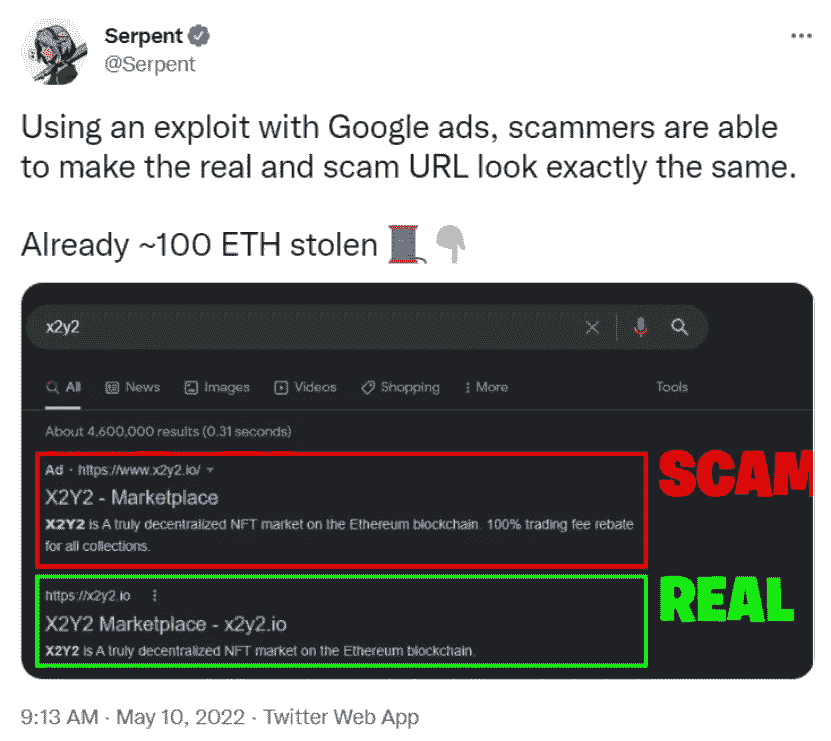 Serpent
@Serpent
Using an exploit with Google ads, scammers are able
to make the real and scam URL look exactly the same.
Already ~100 ETH stolen 🧵👇
x2y2
All News Images Videos Shopping More Tools
About 4,600,000 results (0.31 seconds)
Ad · https://www.x2y2.io/
X2Y2 - Marketplace
X2Y2 is A truly decentralized NFT market on the Ethereum blockchain. 100% trading fee rebate
for all collections.
SCAM
https://x2y2.io
X2Y2 Marketplace - x2y2.io
X2Y2 is A truly decentralized NFT market on the Ethereum blockchain.
REAL
9:13 AM · May 10, 2022 · Twitter Web App